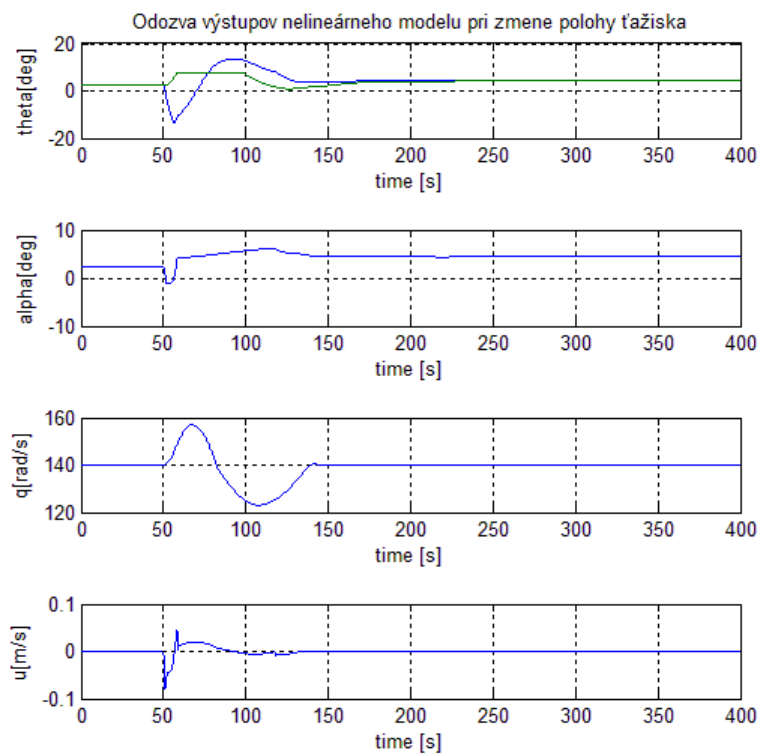 Odozva výstupov nelineárneho modelu pri zmene polohy ťažiska
20
0
-20
theta[deg]
0 50 100 150 200 250 300 350 400
time [s]
10
0
-10
alpha[deg]
0 50 100 150 200 250 300 350 400
time [s]
160
140
120
q[rad/s]
0 50 100 150 200 250 300 350 400
time [s]
0.1
0
-0.1
u[m/s]
0 50 100 150 200 250 300 350 400
time [s]